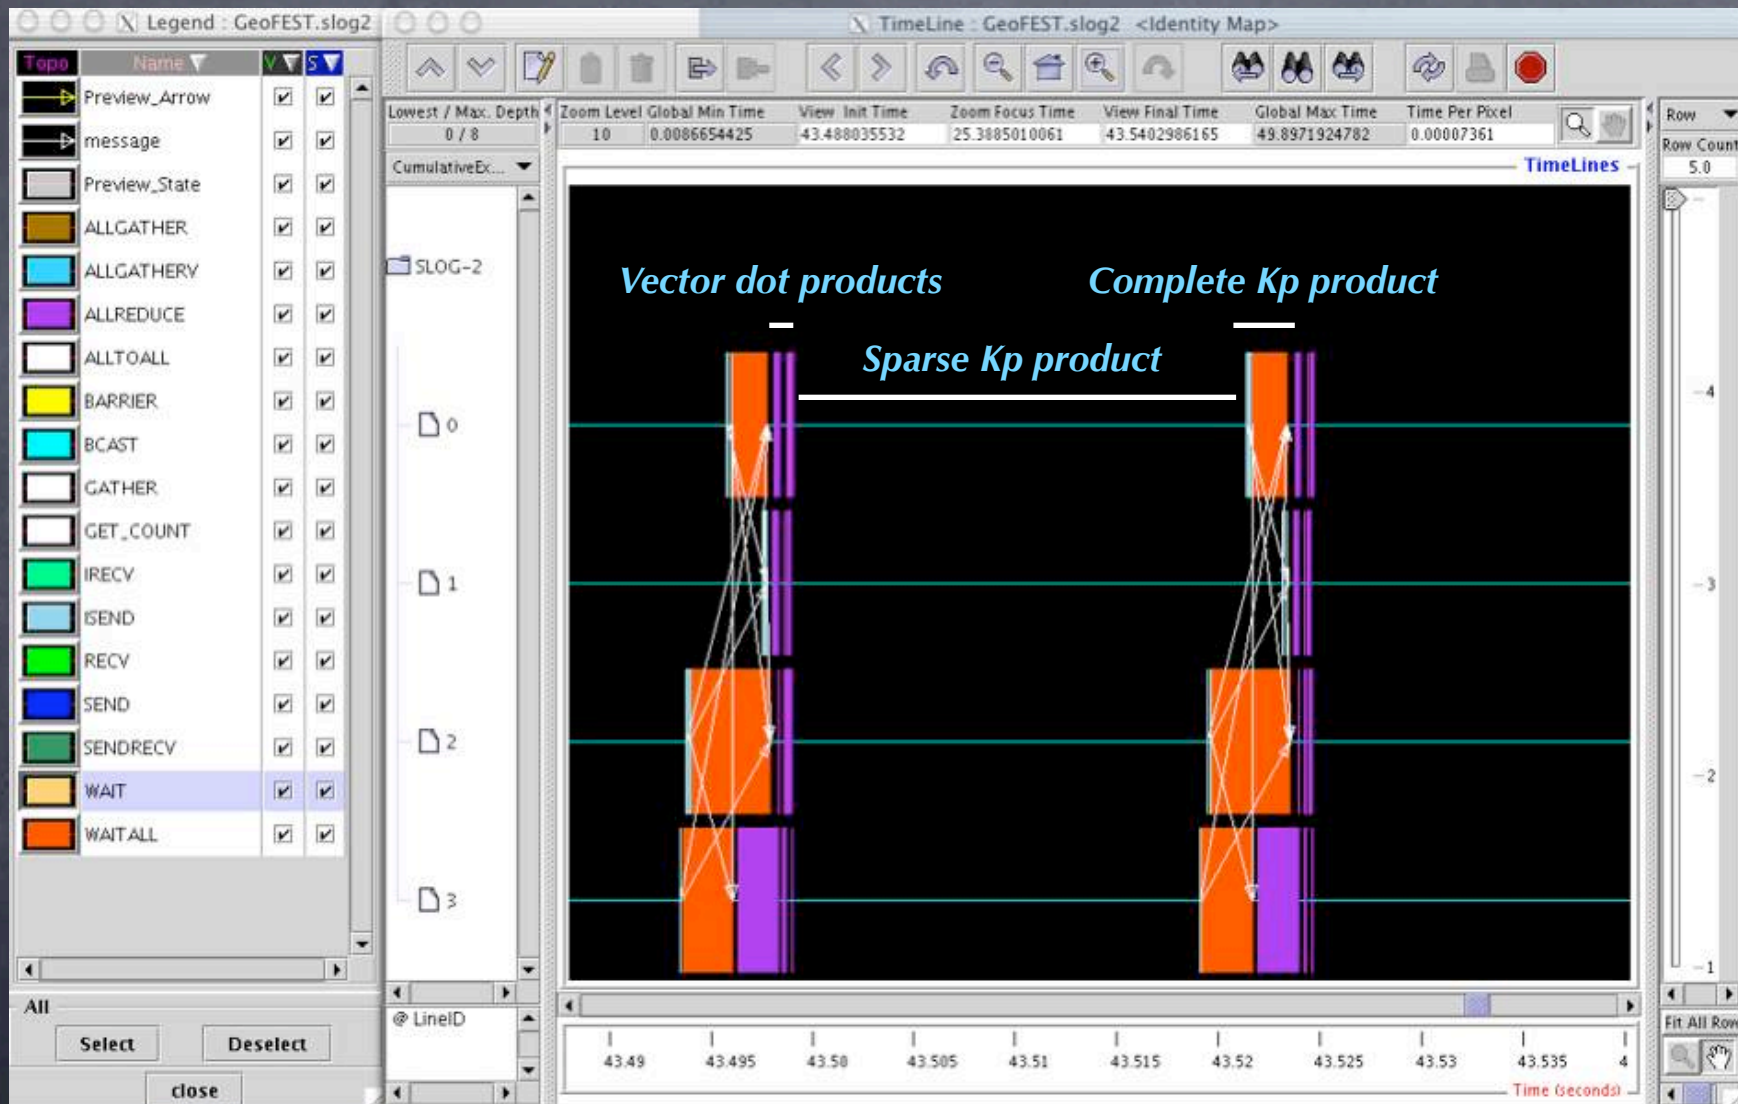 Legend : GeoFEST.slog2
TimeLine : GeoFEST.slog2 <Identity Map>
Topo Name V S
Preview_Arrow
message
Preview_State
ALLGATHER
ALLGATHERV
ALLREDUCE
ALLTOALL
BARRIER
BCAST
GATHER
GET_COUNT
IRECV
ISEND
RECV
SEND
SENDRECV
WAIT
WAITALL
All
Select Deselect
close
Lowest / Max. Depth Zoom Level Global Min Time View Init Time Zoom Focus Time View Final Time Global Max Time Time Per Pixel
0 / 8 10 0.0086654425 43.488035532 25.3885010061 43.5402986165 49.8971924782 0.00007361
CumulativeEx...
TimeLines
SLOG-2
0
1
2
3
@ LineID
Vector dot products
Complete Kp product
Sparse Kp product
43.49 43.495 43.50 43.505 43.51 43.515 43.52 43.525 43.53 43.535 4
Time (seconds)
Row
Row Count
5.0
4
3
2
1
Fit All Row